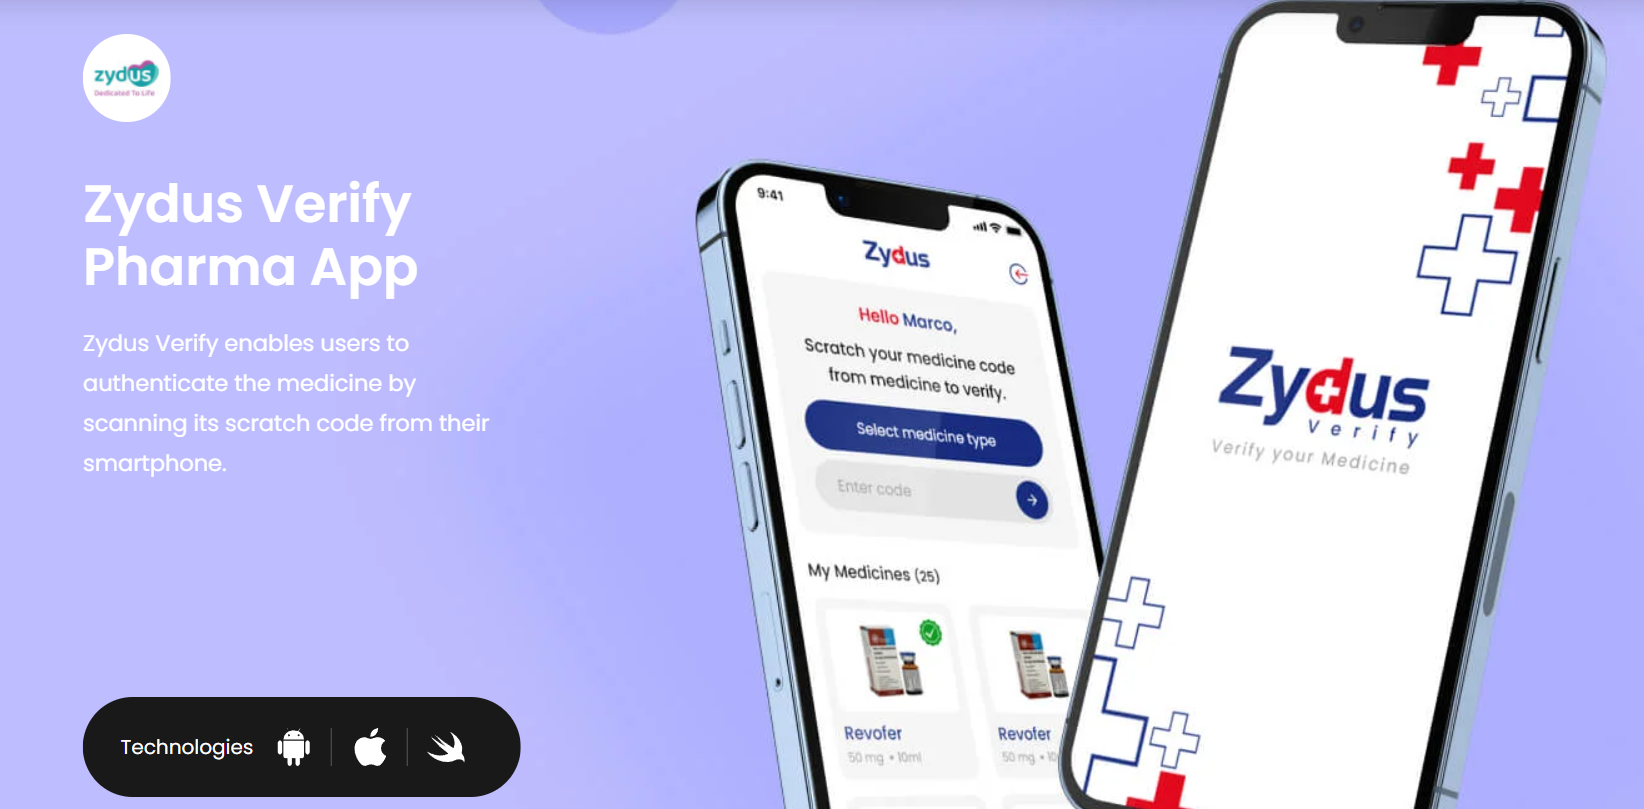 zydus
Dedicated To Life
Zydus Verify
Pharma App
Zydus Verify enables users to
authenticate the medicine by
scanning its scratch code from their
smartphone.
Technologies
9:41
Zydus
Hello Marco,
Scratch your medicine code
from medicine to verify.
Select medicine type
Enter code
My Medicines (25)
Revofer
50 mg • 10ml
Revofer
50 mg • 10
Zydus
Verify
Verify your Medicine